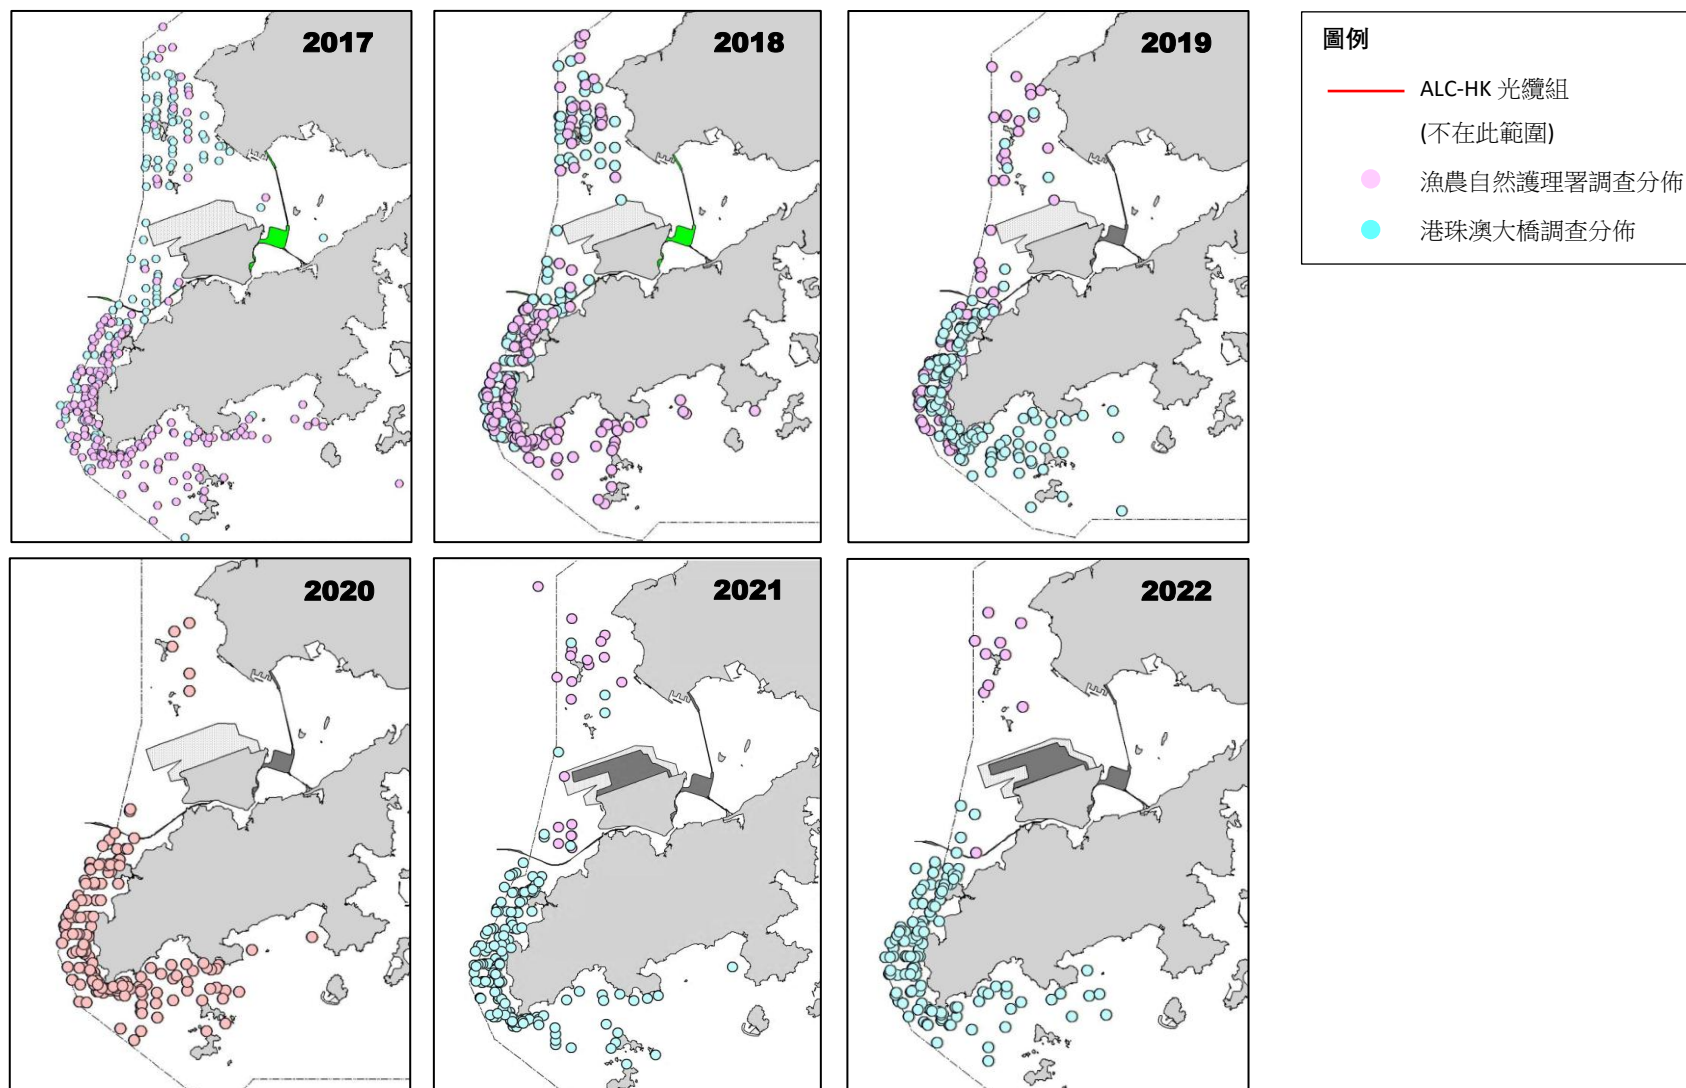 2017
2018
2019
圖例
ALC-HK 光纜組
(不在此範圍)
漁農自然護理署調查分佈
港珠澳大橋調查分佈
2020
2021
2022